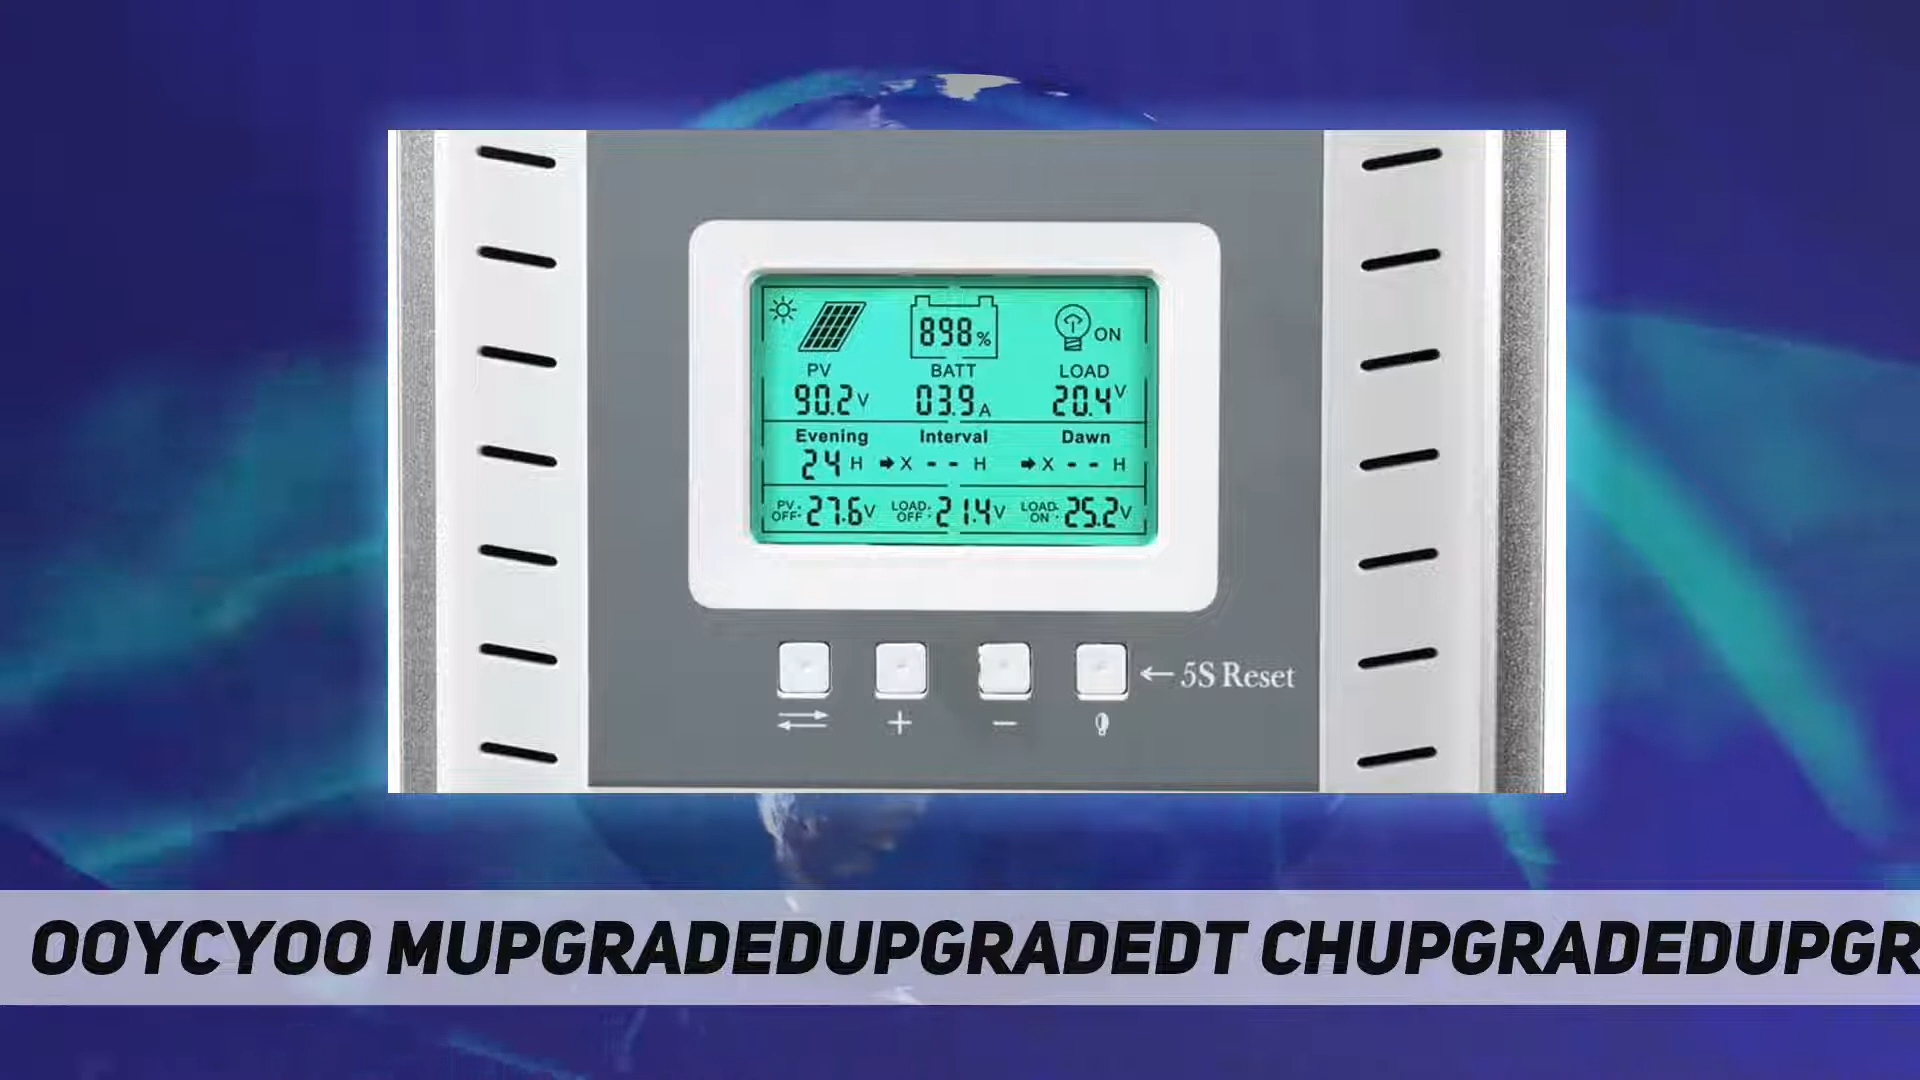 898%
ON
PV BATT LOAD
90.2V 03.9A 20.4V
Evening Interval Dawn
24 H X -- H X -- H
PV OFF: 27.6V LOAD OFF: 21.4V LOAD ON: 25.2V
←5S Reset
+ −
OOYCYOO MUPGRADEDUPGRADEDT CHUPGRADEDUPGR